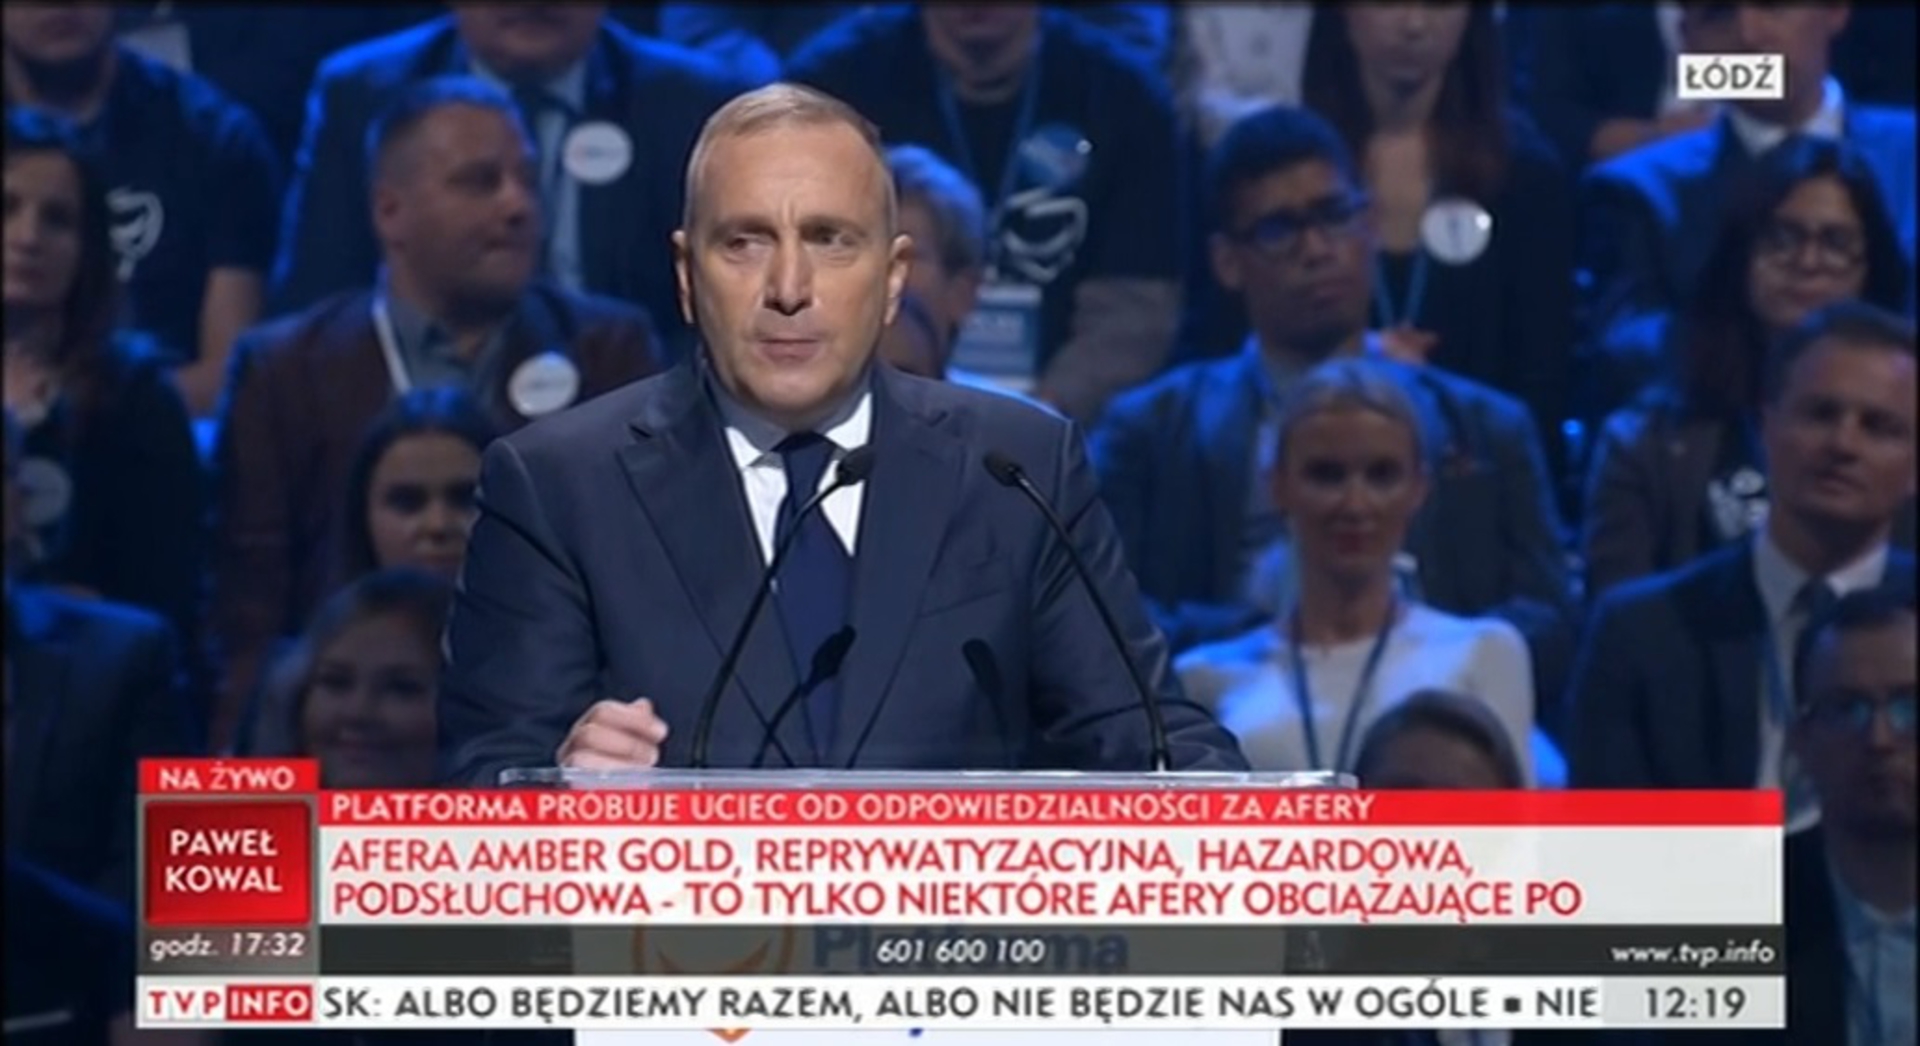 ŁÓDŹ
NA ŻYWO
PLATFORMA PRÓBUJE UCIEC OD ODPOWIEDZIALNOŚCI ZA AFERY
PAWEŁ
KOWAL
AFERA AMBER GOLD, REPRYWATYZACYJNA, HAZARDOWA,
PODSŁUCHOWA - TO TYLKO NIEKTÓRE AFERY OBCIĄŻAJĄCE PO
godz. 17:32
Platforma
601 600 100
www.tvp.info
TVP INFO
SK: ALBO BĘDZIEMY RAZEM, ALBO NIE BĘDZIE NAS W OGÓLE ▪ NIE
12:19